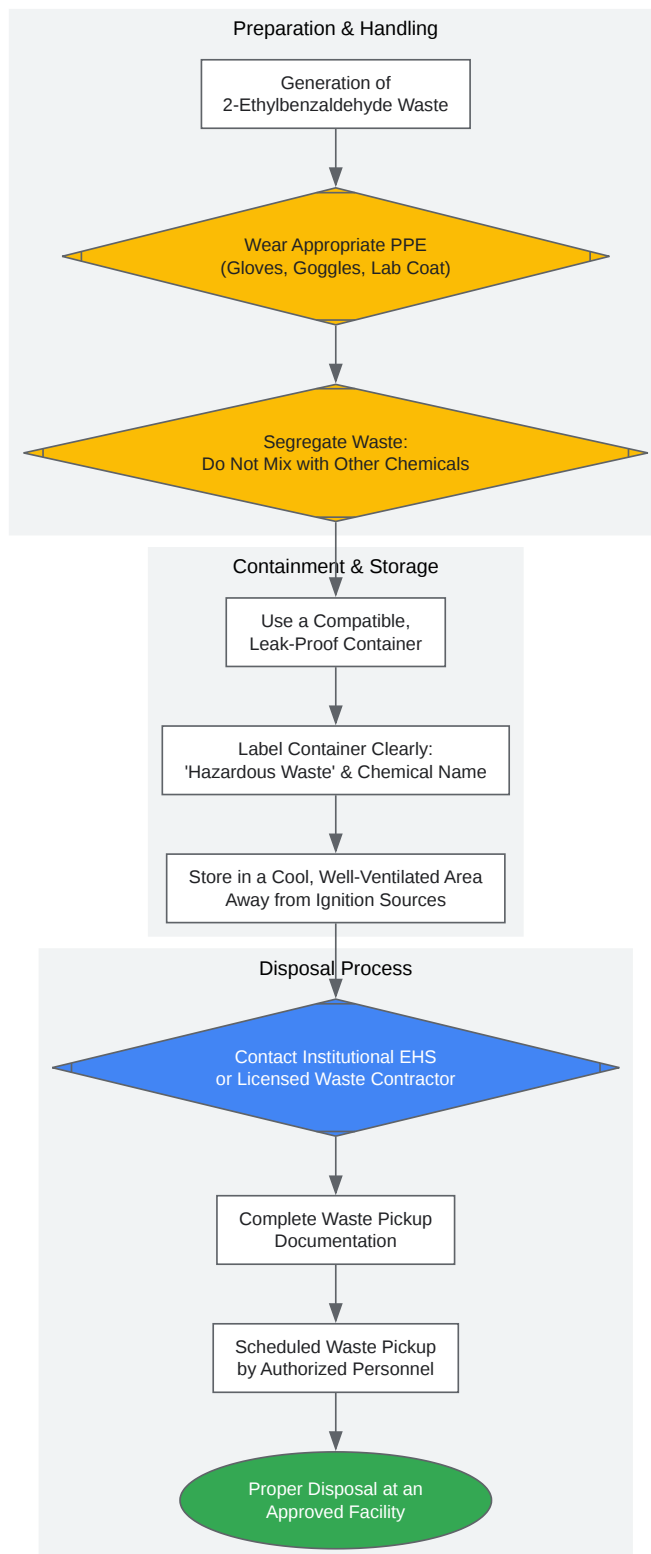 Preparation & Handling
Generation of
2-Ethylbenzaldehyde Waste
Wear Appropriate PPE
(Gloves, Goggles, Lab Coat)
Segregate Waste:
Do Not Mix with Other Chemicals
Containment & Storage
Use a Compatible,
Leak-Proof Container
Label Container Clearly:
'Hazardous Waste' & Chemical Name
Store in a Cool, Well-Ventilated Area
Away from Ignition Sources
Disposal Process
Contact Institutional EHS
or Licensed Waste Contractor
Complete Waste Pickup
Documentation
Scheduled Waste Pickup
by Authorized Personnel
Proper Disposal at an
Approved Facility